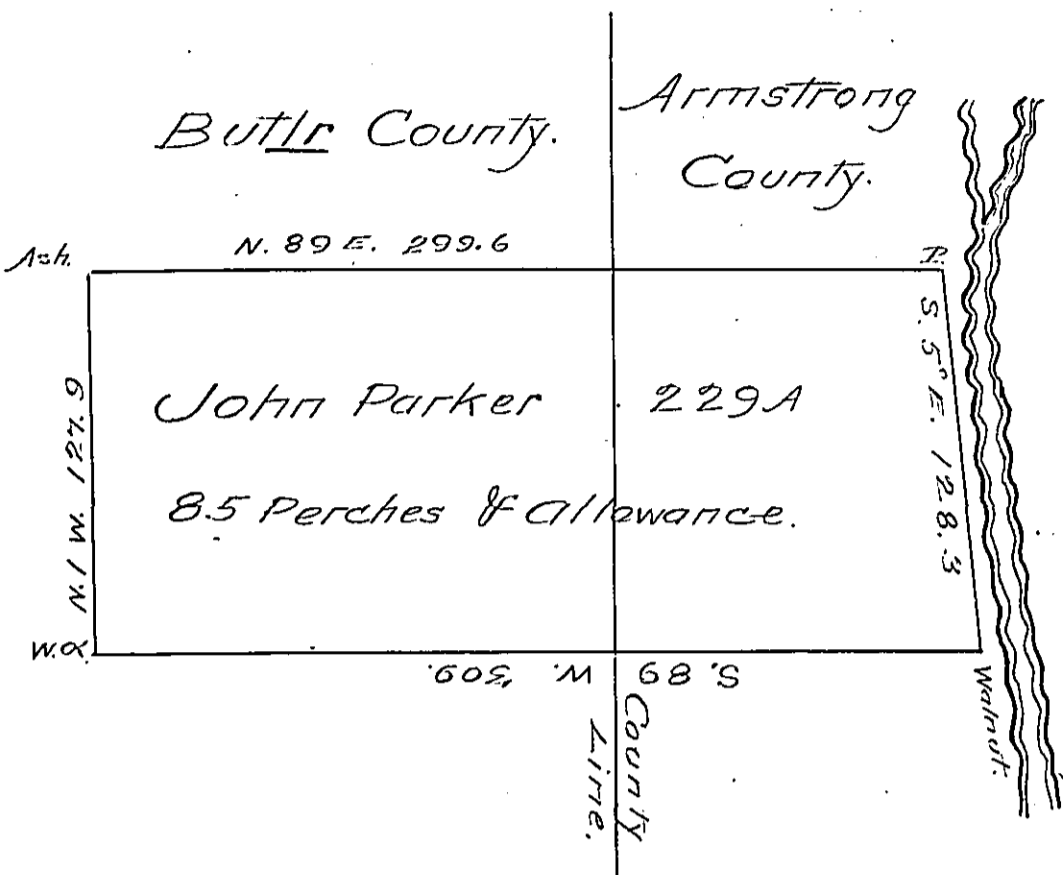 Butlr County.
Armstrong
County.
Ash.
N. 89 E. 299.6
P.
N. 1 W. 127.9
S. 5° E. 128.3
John Parker 229A
85 Perches & Allowance.
W.O.
S. 89 W. 309.
Walnut.
County
Line.